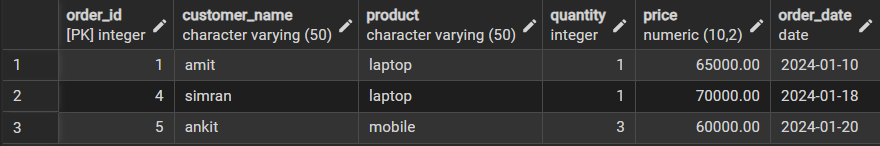 order_id customer_name product quantity price order_date
[PK] integer character varying (50) character varying (50) integer numeric (10,2) date
1 1 amit laptop 1 65000.00 2024-01-10
2 4 simran laptop 1 70000.00 2024-01-18
3 5 ankit mobile 3 60000.00 2024-01-20